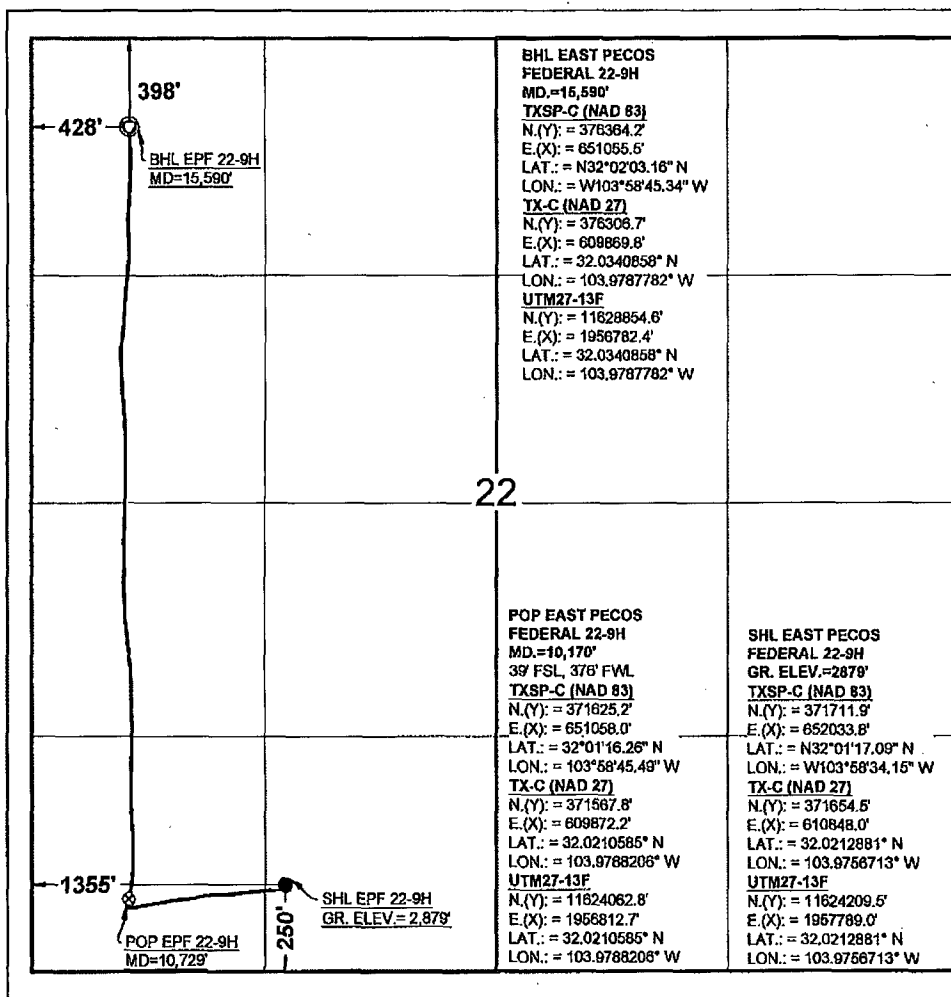 398'
428'
BHL EPF 22-9H
MD=15,590'
BHL EAST PECOS
FEDERAL 22-9H
MD.=15,590'
TXSP-C (NAD 83)
N.(Y): = 376364.2'
E.(X): = 651055.5'
LAT.: = N32°02'03.16" N
LON.: = W103°58'45.34" W
TX-C (NAD 27)
N.(Y): = 376306.7'
E.(X): = 609869.8'
LAT.: = 32.0340858° N
LON.: = 103.9787782° W
UTM27-13F
N.(Y): = 11628854.6'
E.(X): = 1956782.4'
LAT.: = 32.0340858° N
LON.: = 103.9787782° W
22
POP EAST PECOS
FEDERAL 22-9H
MD.=10,170'
39' FSL, 376' FWL
TXSP-C (NAD 83)
N.(Y): = 371625.2'
E.(X): = 651058.0'
LAT.: = 32°01'16.26" N
LON.: = 103°58'45.49" W
TX-C (NAD 27)
N.(Y): = 371567.8'
E.(X): = 609872.2'
LAT.: = 32.0210585° N
LON.: = 103.9788206° W
UTM27-13F
N.(Y): = 11624062.8'
E.(X): = 1956812.7'
LAT.: = 32.0210585° N
LON.: = 103.9788206° W
SHL EAST PECOS
FEDERAL 22-9H
GR. ELEV.=2879'
TXSP-C (NAD 83)
N.(Y): = 371711.9'
E.(X): = 652033.8'
LAT.: = N32°01'17.09" N
LON.: = W103°58'34.15" W
TX-C (NAD 27)
N.(Y): = 371654.5'
E.(X): = 610848.0'
LAT.: = 32.0212881° N
LON.: = 103.9756713° W
UTM27-13F
N.(Y): = 11624209.5'
E.(X): = 1957789.0'
LAT.: = 32.0212881° N
LON.: = 103.9756713° W
1355'
SHL EPF 22-9H
GR. ELEV.= 2,879'
250'
POP EPF 22-9H
MD=10,729'